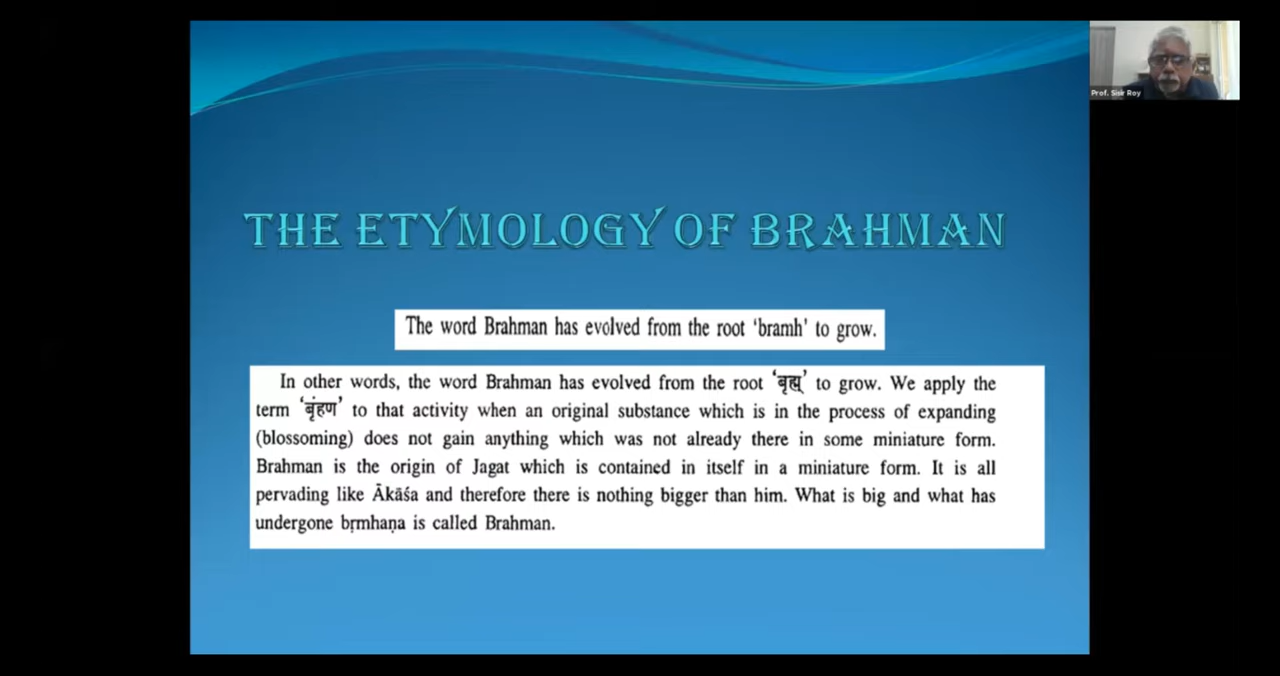 Prof. Sisir Roy
THE ETYMOLOGY OF BRAHMAN
The word Brahman has evolved from the root 'bramh' to grow.
In other words, the word Brahman has evolved from the root 'बृह्म्' to grow. We apply the
term 'बृंहण' to that activity when an original substance which is in the process of expanding
(blossoming) does not gain anything which was not already there in some miniature form.
Brahman is the origin of Jagat which is contained in itself in a miniature form. It is all
pervading like Ākāśa and therefore there is nothing bigger than him. What is big and what has
undergone bṛmhaṇa is called Brahman.